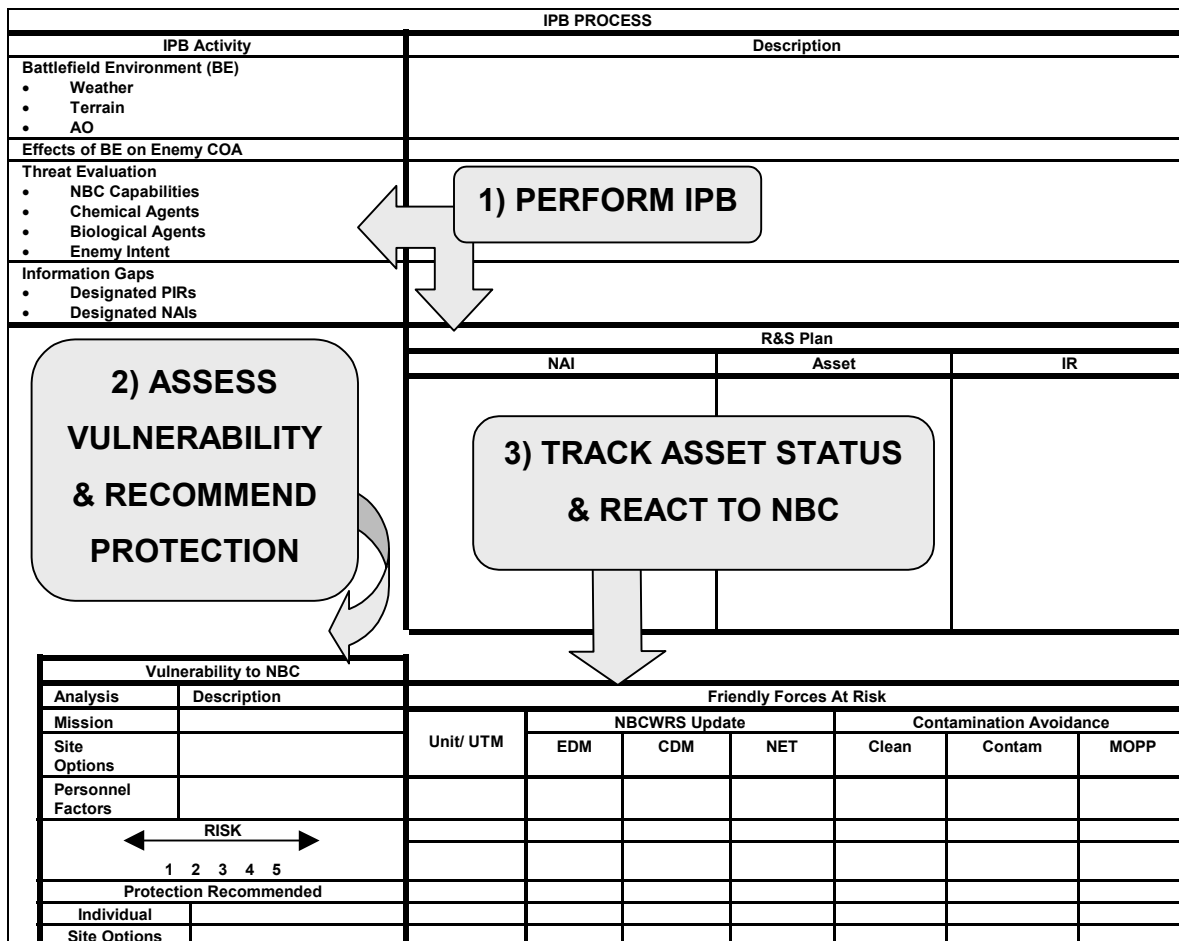 IPB PROCESS
IPB Activity
Description
Battlefield Environment (BE)
• Weather
• Terrain
• AO
Effects of BE on Enemy COA
Threat Evaluation
• NBC Capabilities
• Chemical Agents
• Biological Agents
• Enemy Intent
1) PERFORM IPB
Information Gaps
• Designated PIRs
• Designated NAIs
R&S Plan
NAI
Asset
IR
2) ASSESS
VULNERABILITY
& RECOMMEND
PROTECTION
3) TRACK ASSET STATUS
& REACT TO NBC
Vulnerability to NBC
Analysis
Description
Mission
Site
Options
Personnel
Factors
RISK
1 2 3 4 5
Protection Recommended
Individual
Site Options
Friendly Forces At Risk
Unit/ UTM
NBCWRS Update
Contamination Avoidance
EDM
CDM
NET
Clean
Contam
MOPP